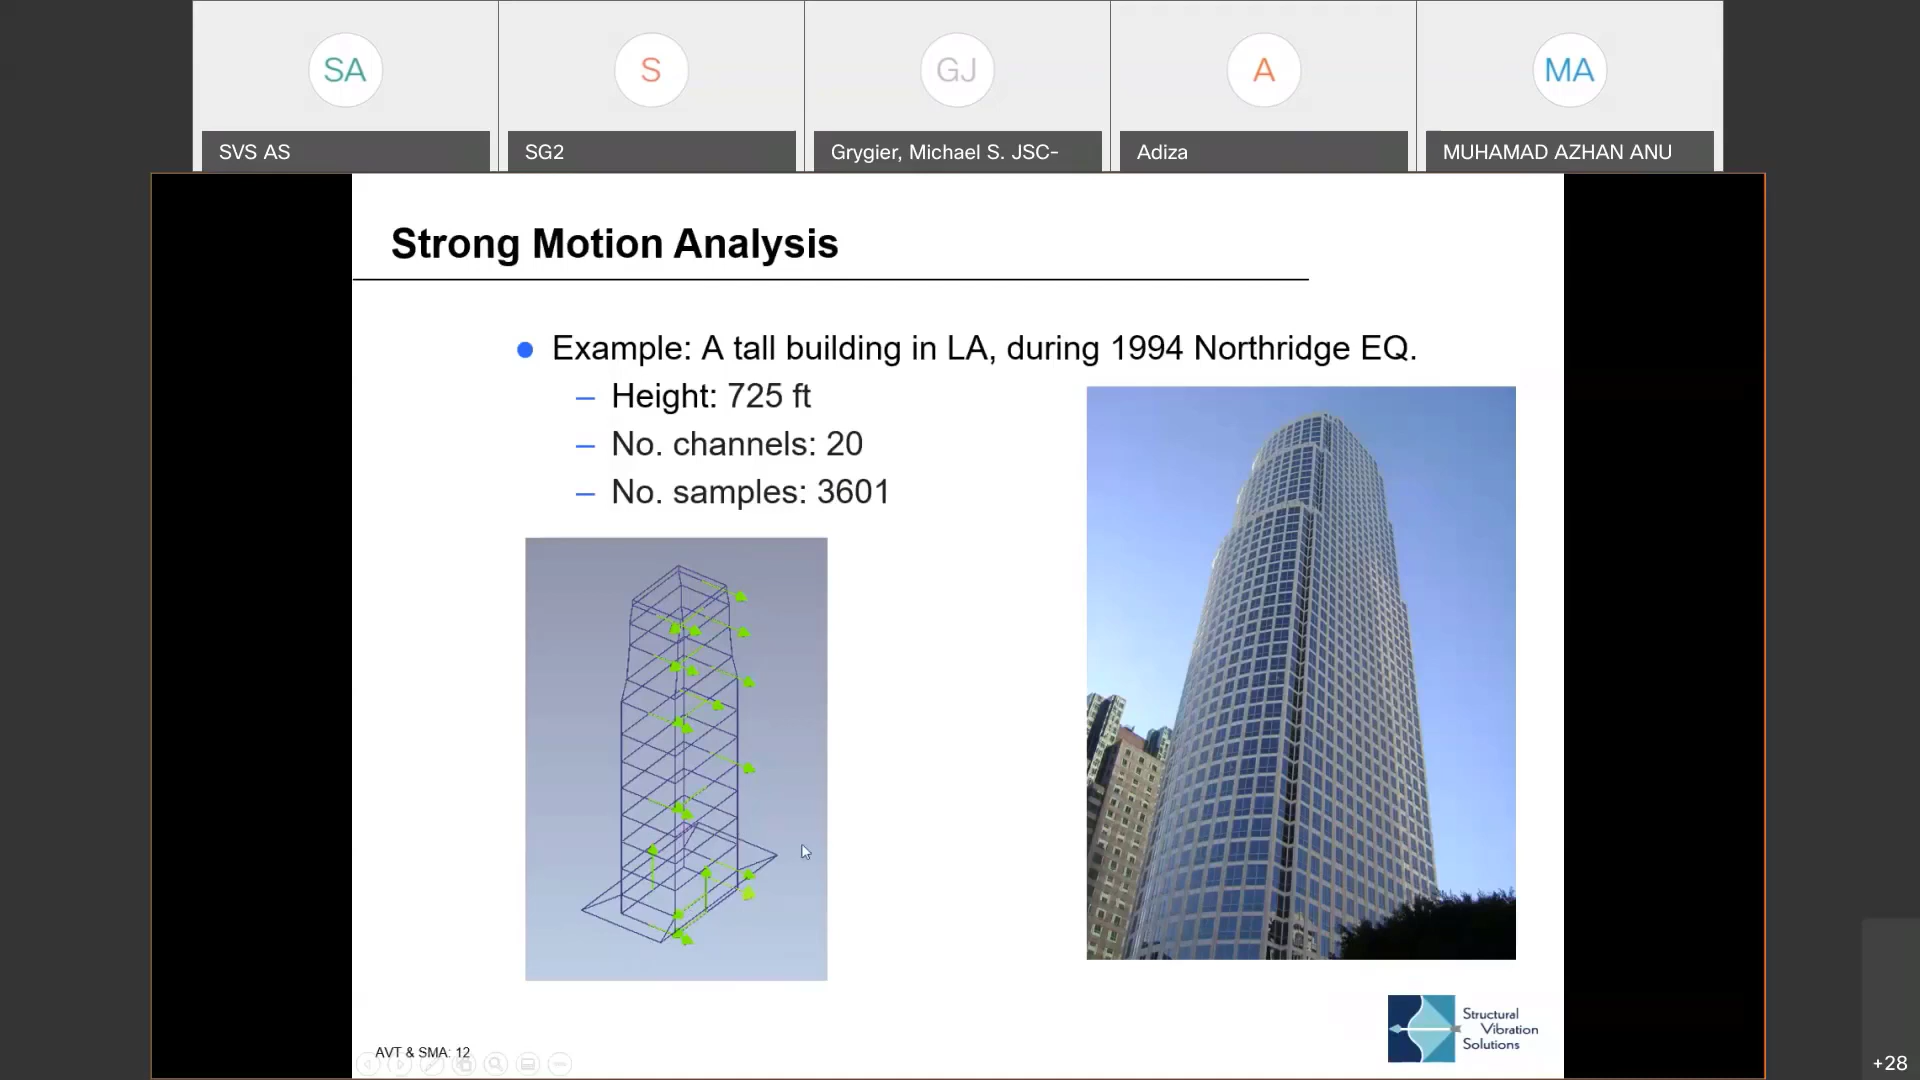 SA
S
GJ
A
MA
SVS AS
SG2
Grygier, Michael S. JSC-
Adiza
MUHAMAD AZHAN ANU
Strong Motion Analysis
Example: A tall building in LA, during 1994 Northridge EQ.
– Height: 725 ft
– No. channels: 20
– No. samples: 3601
Structural
Vibration
Solutions
AVT & SMA: 12
+28